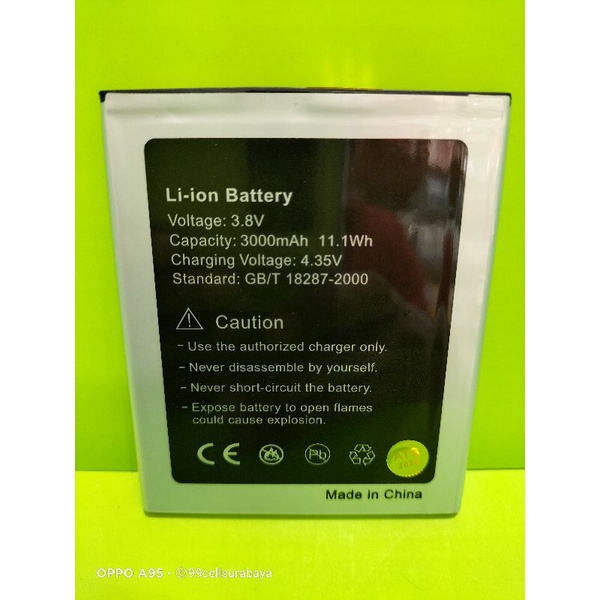 Li-ion Battery
Voltage: 3.8V
Capacity: 3000mAh 11.1Wh
Charging Voltage: 4.35V
Standard: GB/T 18287-2000
Caution
- Use the authorized charger only.
- Never disassemble by yourself.
- Never short-circuit the battery.
- Expose battery to open flames
could cause explosion.
CE
Pb
Made in China
OPPO A95 · ©99cellsurabaya